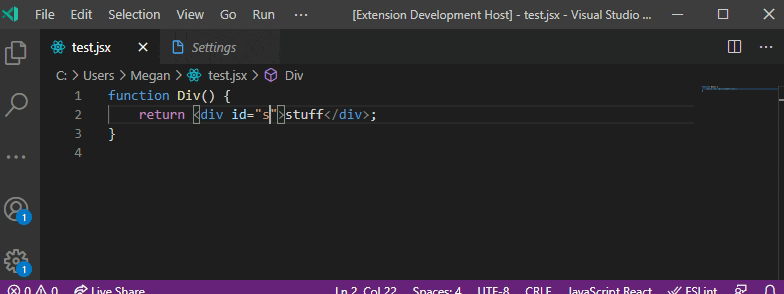 File Edit Selection View Go Run ··· [Extension Development Host] - test.jsx - Visual Studio ...
test.jsx Settings
C: > Users > Megan > test.jsx > Div
1 function Div() {
2 return <div id="s">stuff</div>;
3 }
4
1
1
0 0 Live Share Ln 2, Col 22 Spaces: 4 UTF-8 CRLF JavaScript React ESLint